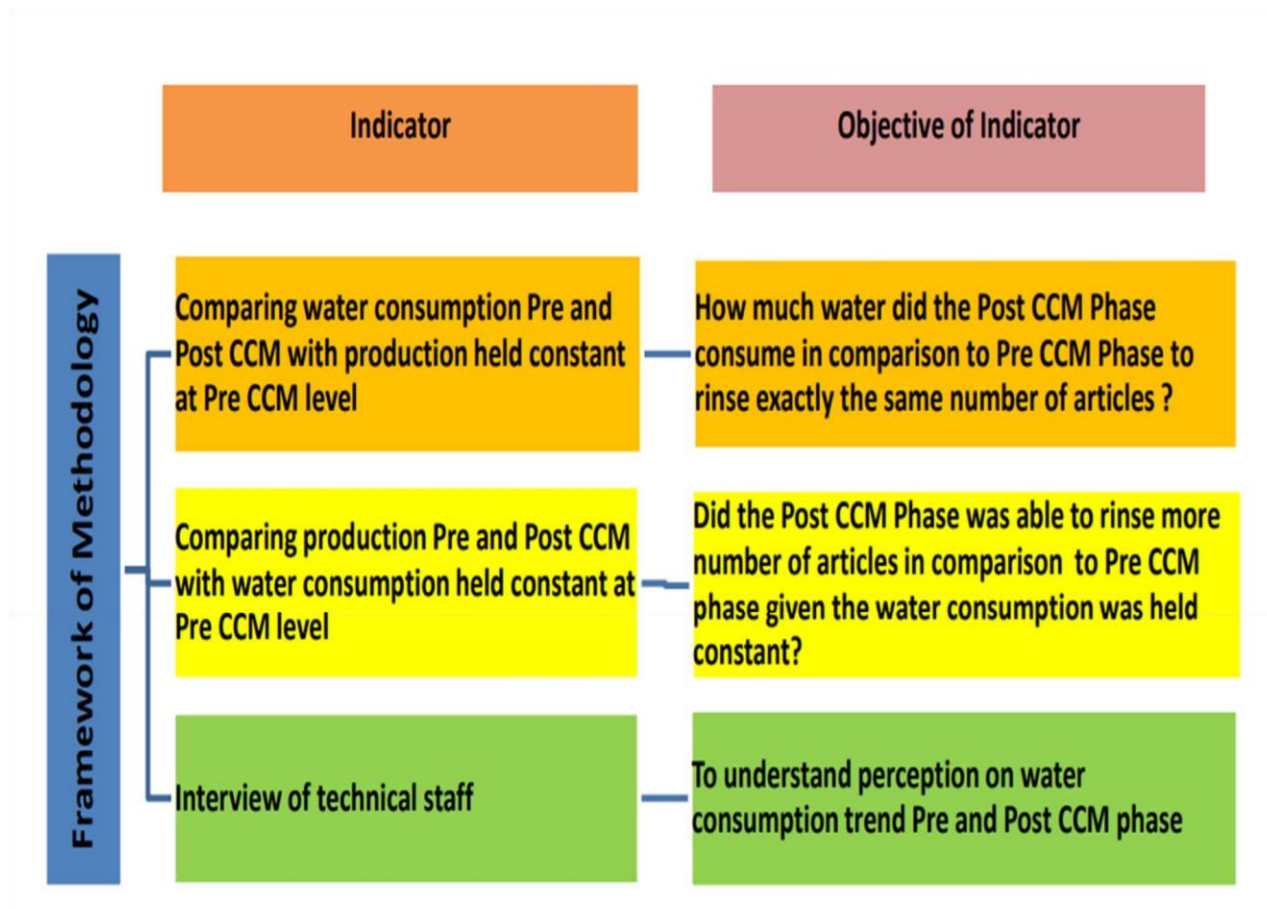 Indicator
Objective of Indicator
Framework of Methodology
Comparing water consumption Pre and
Post CCM with production held constant
at Pre CCM level
How much water did the Post CCM Phase
consume in comparison to Pre CCM Phase to
rinse exactly the same number of articles ?
Comparing production Pre and Post CCM
with water consumption held constant at
Pre CCM level
Did the Post CCM Phase was able to rinse more
number of articles in comparison  to Pre CCM
phase given the water consumption was held
constant?
Interview of technical staff
To understand perception on water
consumption trend Pre and Post CCM phase